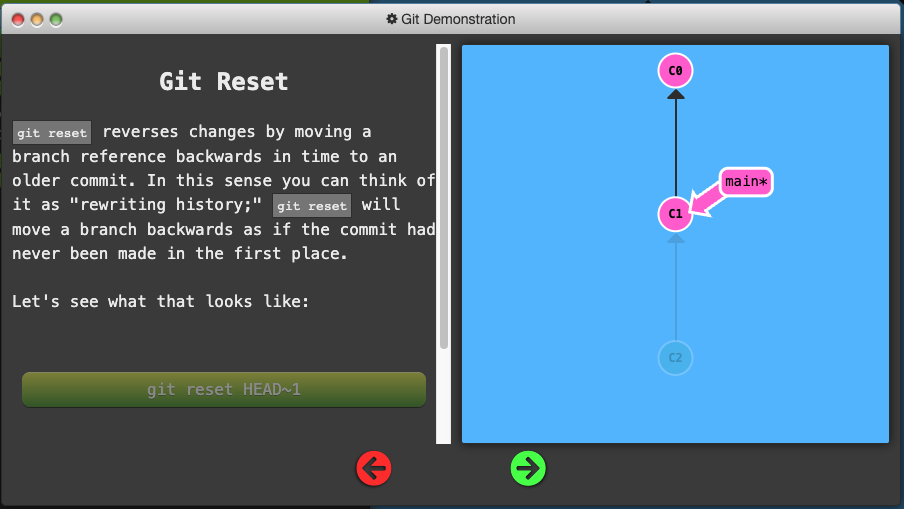 Git Demonstration
Git Reset
git reset reverses changes by moving a
branch reference backwards in time to an
older commit. In this sense you can think of
it as "rewriting history;" git reset will
move a branch backwards as if the commit had
never been made in the first place.
Let's see what that looks like:
git reset HEAD~1
C0
main*
C1
C2